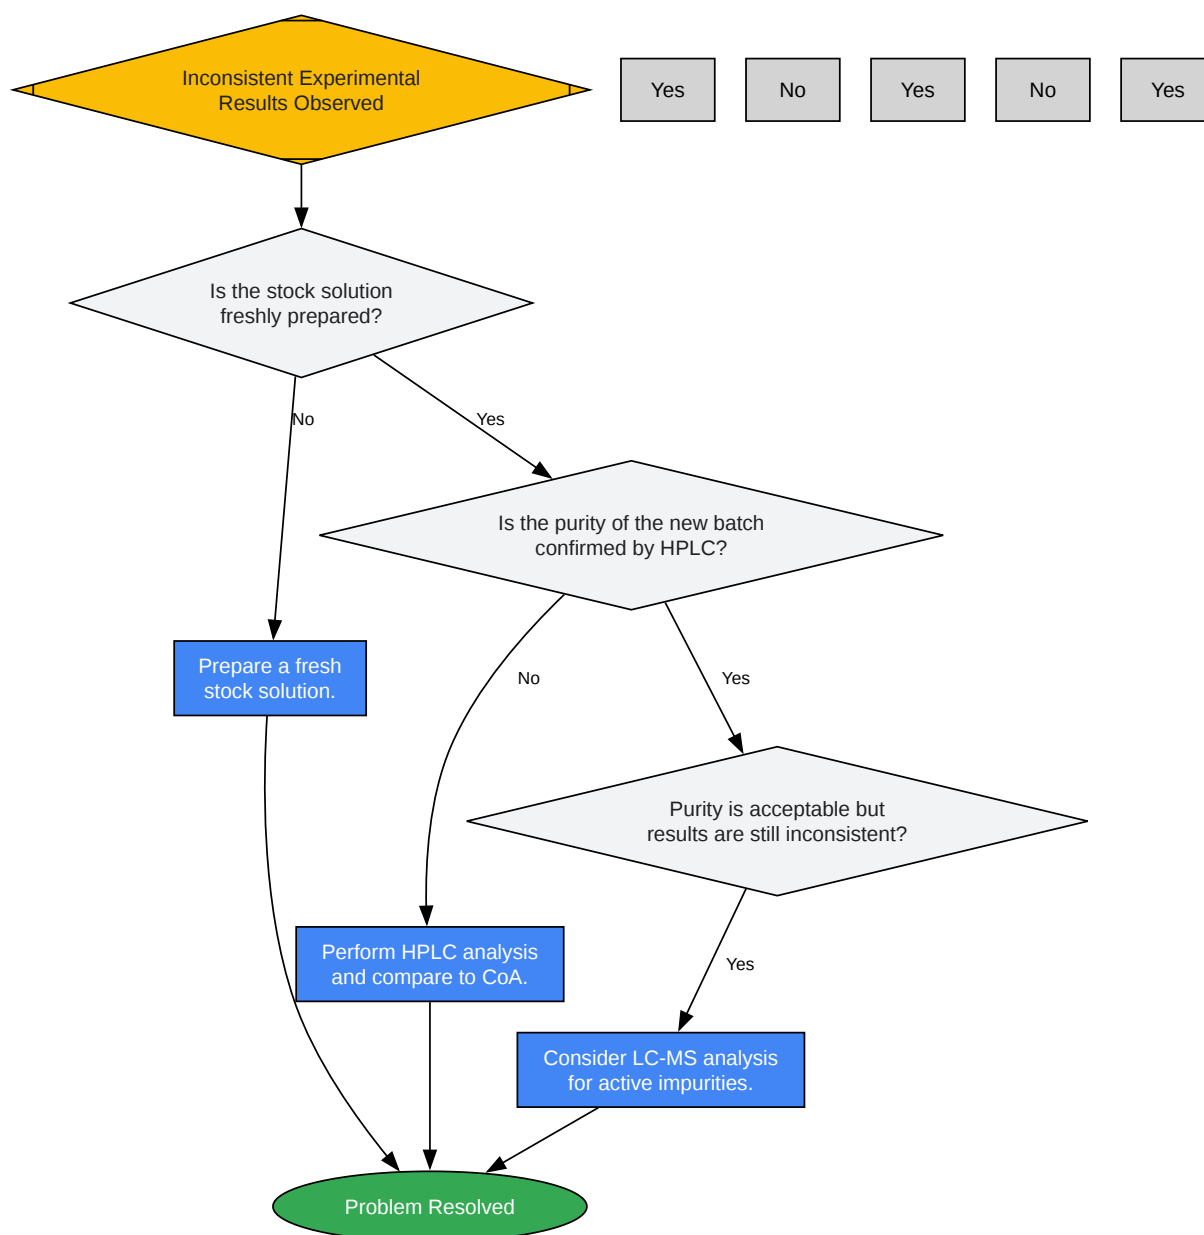 Inconsistent Experimental
Results Observed
Yes
No
Yes
No
Yes
Is the stock solution
freshly prepared?
No
Yes
Is the purity of the new batch
confirmed by HPLC?
Prepare a fresh
stock solution.
No
Yes
Purity is acceptable but
results are still inconsistent?
Perform HPLC analysis
and compare to CoA.
Yes
Consider LC-MS analysis
for active impurities.
Problem Resolved